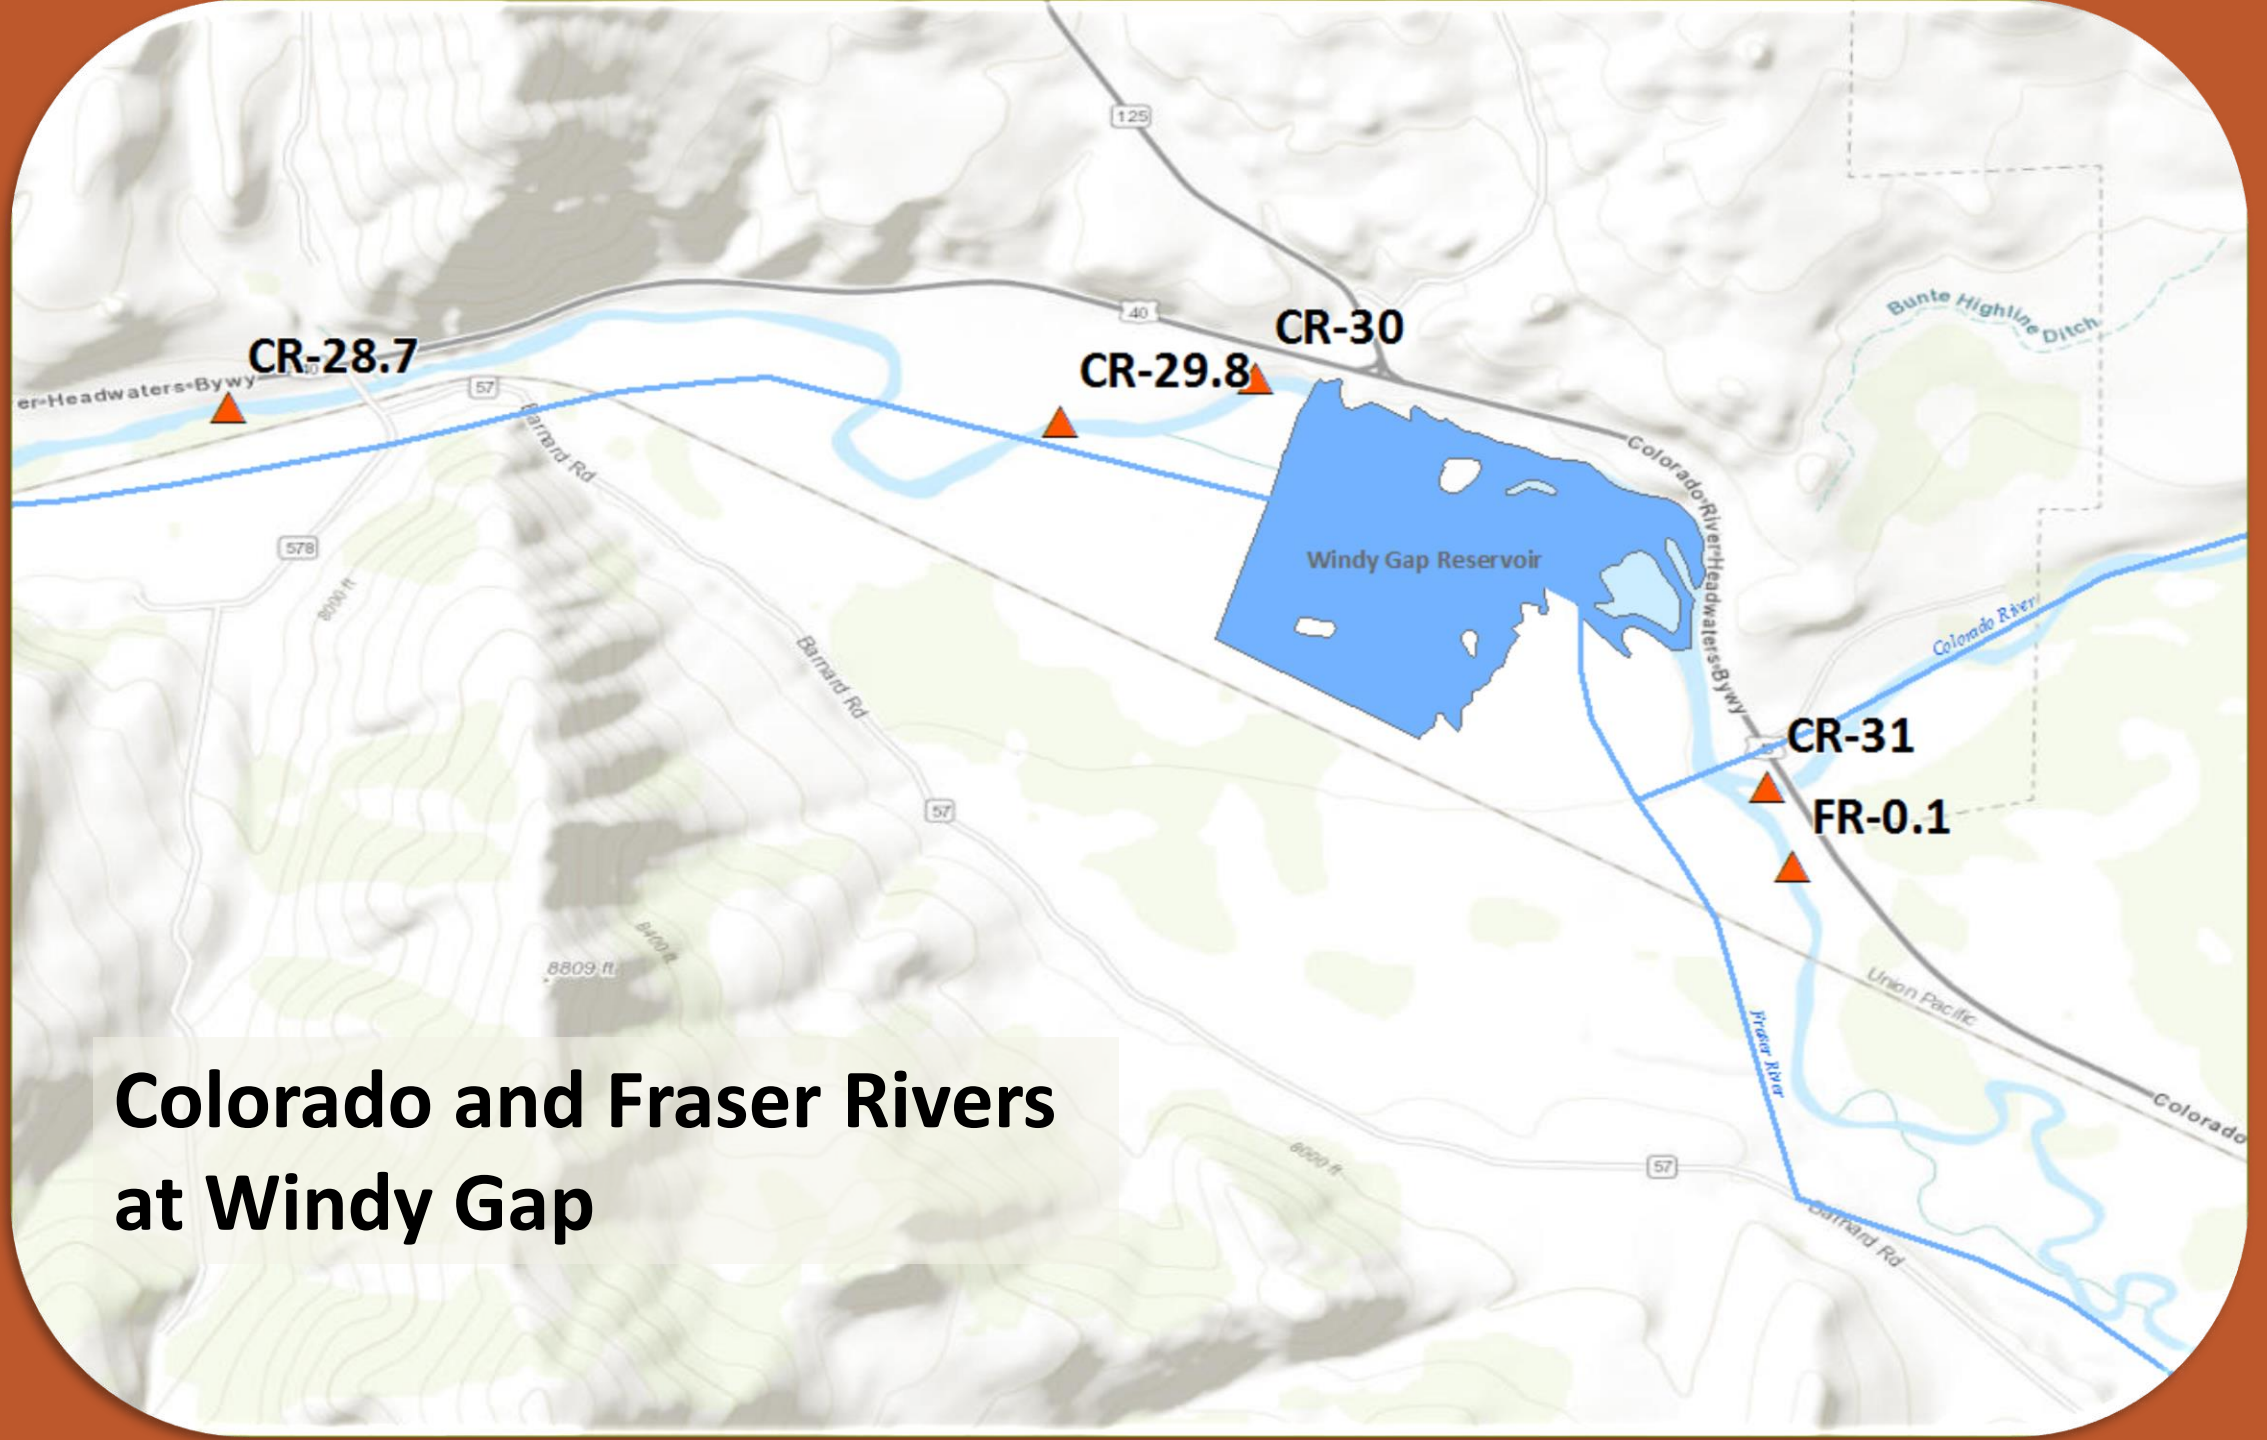 125
Bunte Highline Ditch
40
CR-30
CR-28.7
CR-29.8
er-Headwaters-Bywy
57
Barnard Rd
Colorado River Headwaters Bywy
578
Windy Gap Reservoir
8000 ft
Colorado River
Barnard Rd
CR-31
57
FR-0.1
8400 ft
8809 ft
Union Pacific
Fraser River
Colorado and Fraser Rivers
at Windy Gap
Colorado
8000 ft
57
Barnard Rd